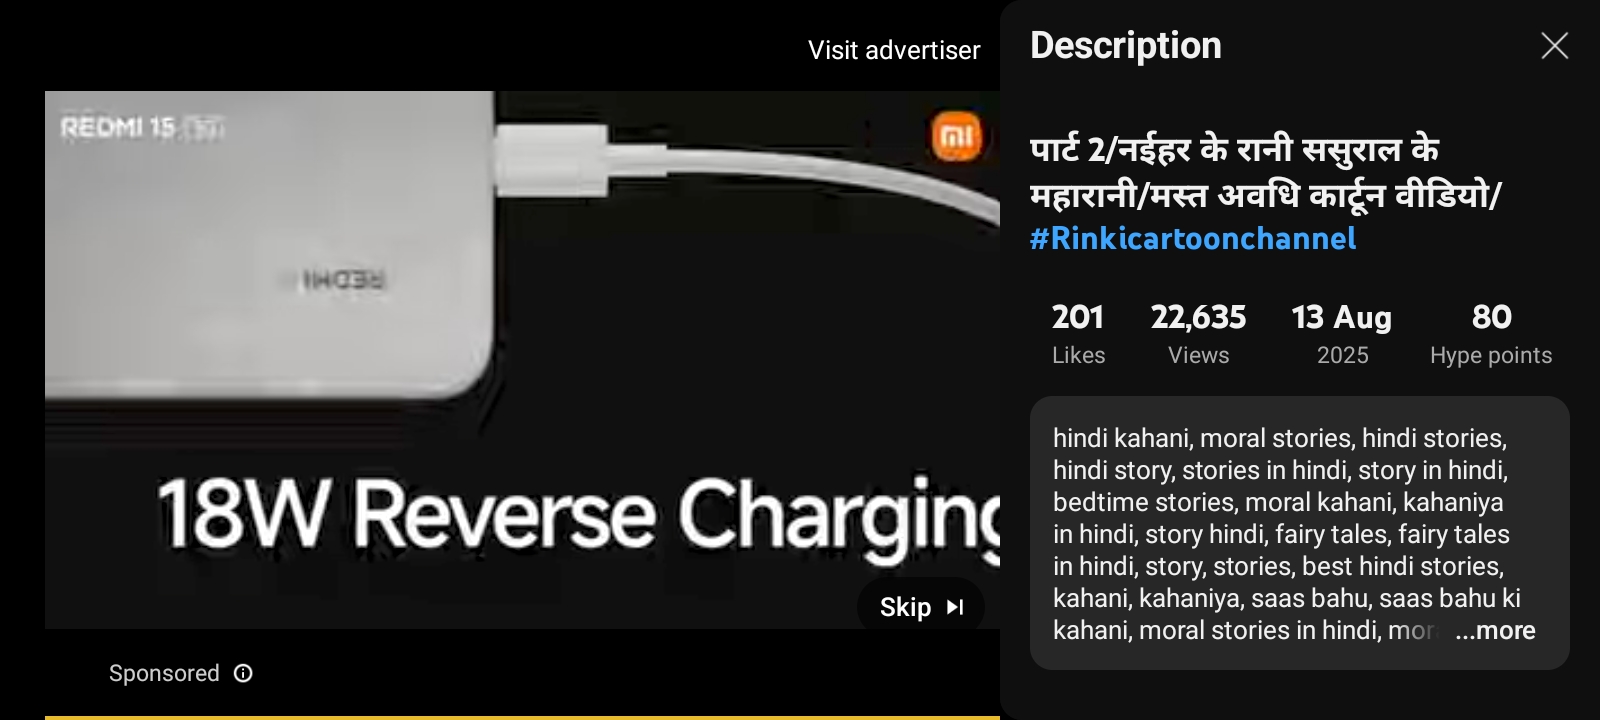 Visit advertiser
REDMI 15
REDMI
18W Reverse Charging
Skip
Sponsored
Description
पार्ट 2/नईहर के रानी ससुराल के
महारानी/मस्त अवधि कार्टून वीडियो/
#Rinkicartoonchannel
201 22,635 13 Aug 80
Likes Views 2025 Hype points
hindi kahani, moral stories, hindi stories,
hindi story, stories in hindi, story in hindi,
bedtime stories, moral kahani, kahaniya
in hindi, story hindi, fairy tales, fairy tales
in hindi, story, stories, best hindi stories,
kahani, kahaniya, saas bahu, saas bahu ki
kahani, moral stories in hindi, mor ...more